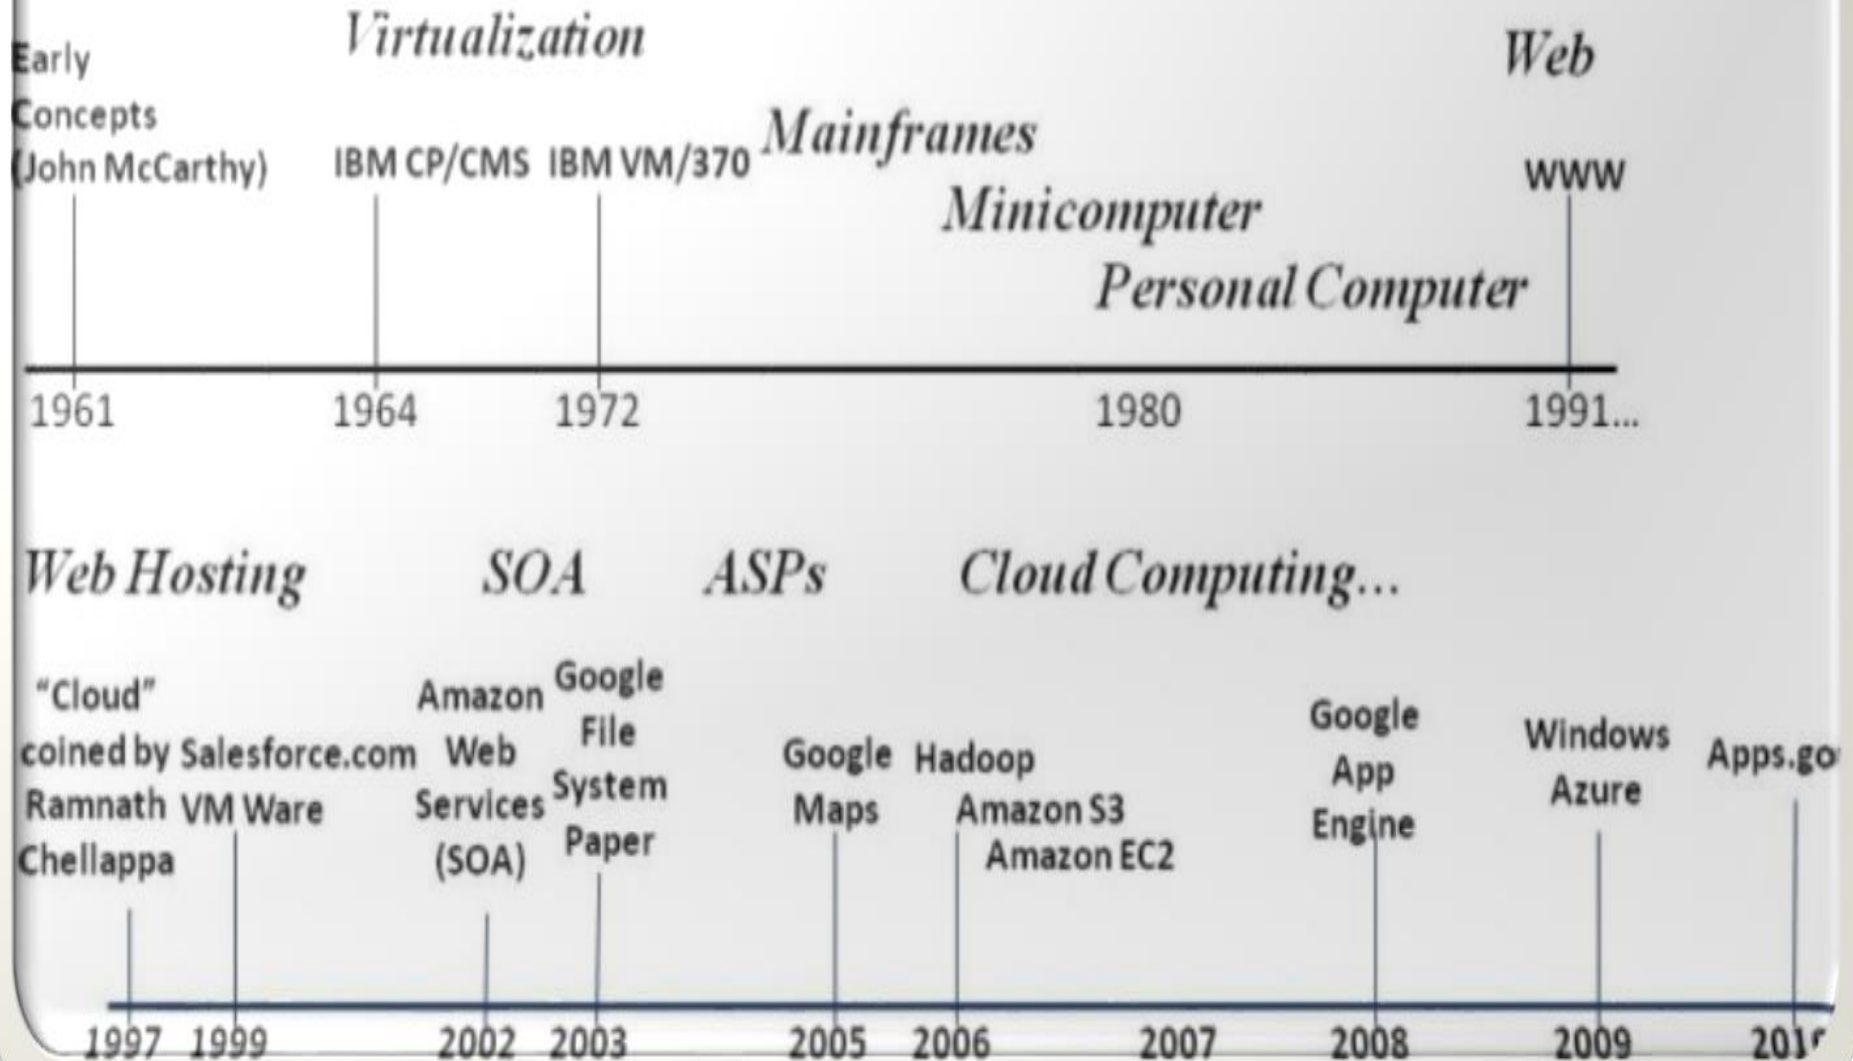 Virtualization
Web
Early
Concepts
(John McCarthy)
IBM CP/CMS
IBM VM/370
Mainframes
WWW
Minicomputer
Personal Computer
1961
1964
1972
1980
1991...
Web Hosting
SOA
ASPs
Cloud Computing...
“Cloud”
coined by
Ramnath
Chellappa
Salesforce.com
VM Ware
Amazon
Web
Services
(SOA)
Google
File
System
Paper
Google
Maps
Hadoop
Amazon S3
Amazon EC2
Google
App
Engine
Windows
Azure
Apps.go
1997
1999
2002
2003
2005
2006
2007
2008
2009